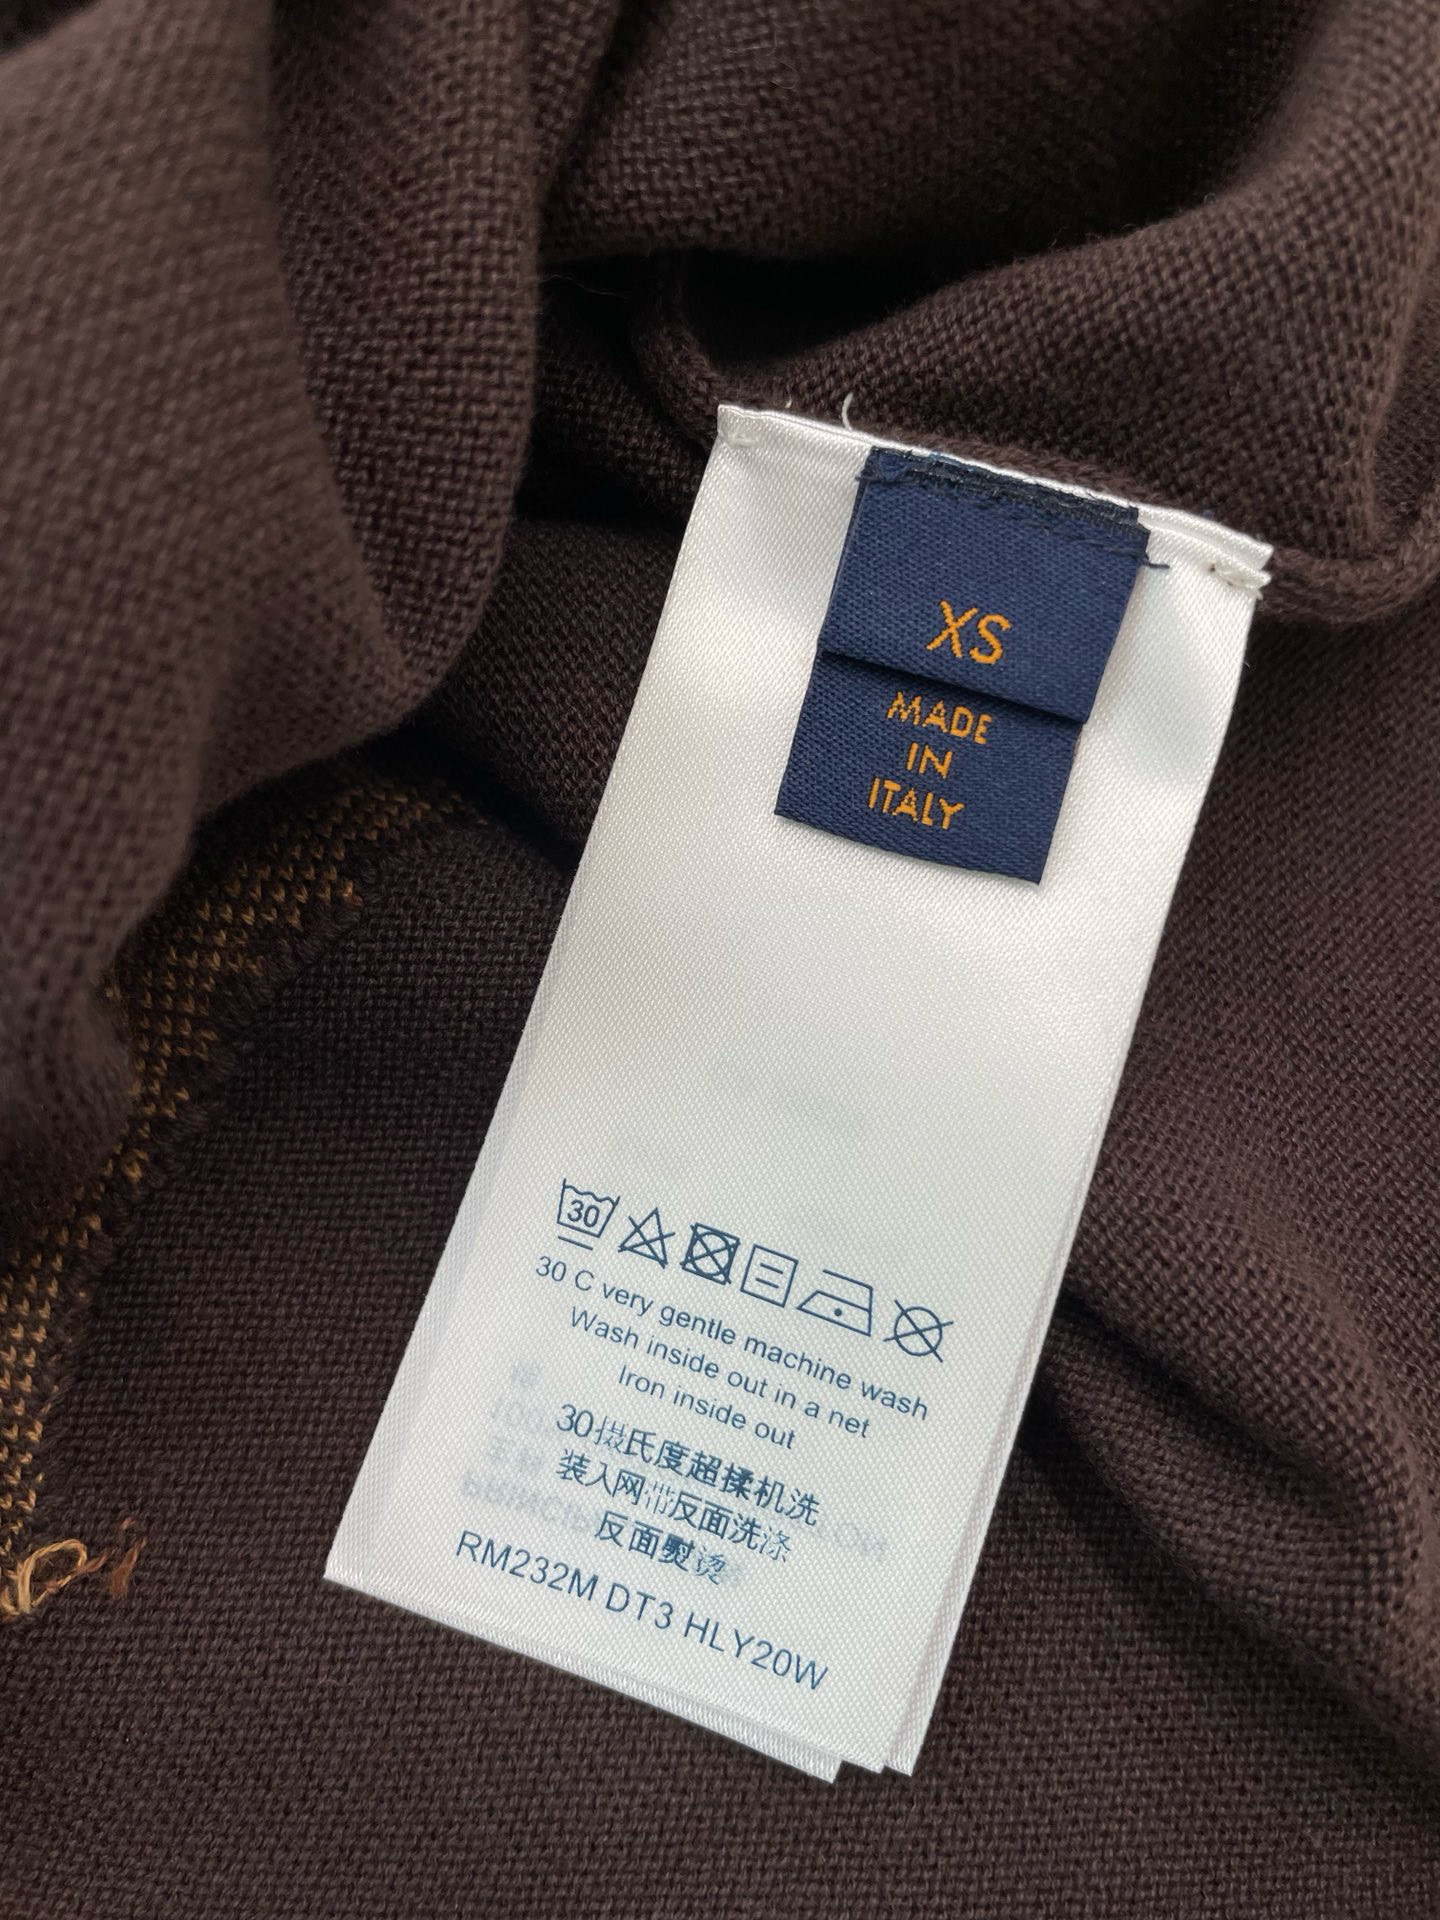 XS
MADE
IN
ITALY
30
30 C very gentle machine wash
Wash inside out in a net
Iron inside out
30摄氏度超揉机洗
装入网带反面洗涤
反面熨烫
RM232M DT3 HLY20W